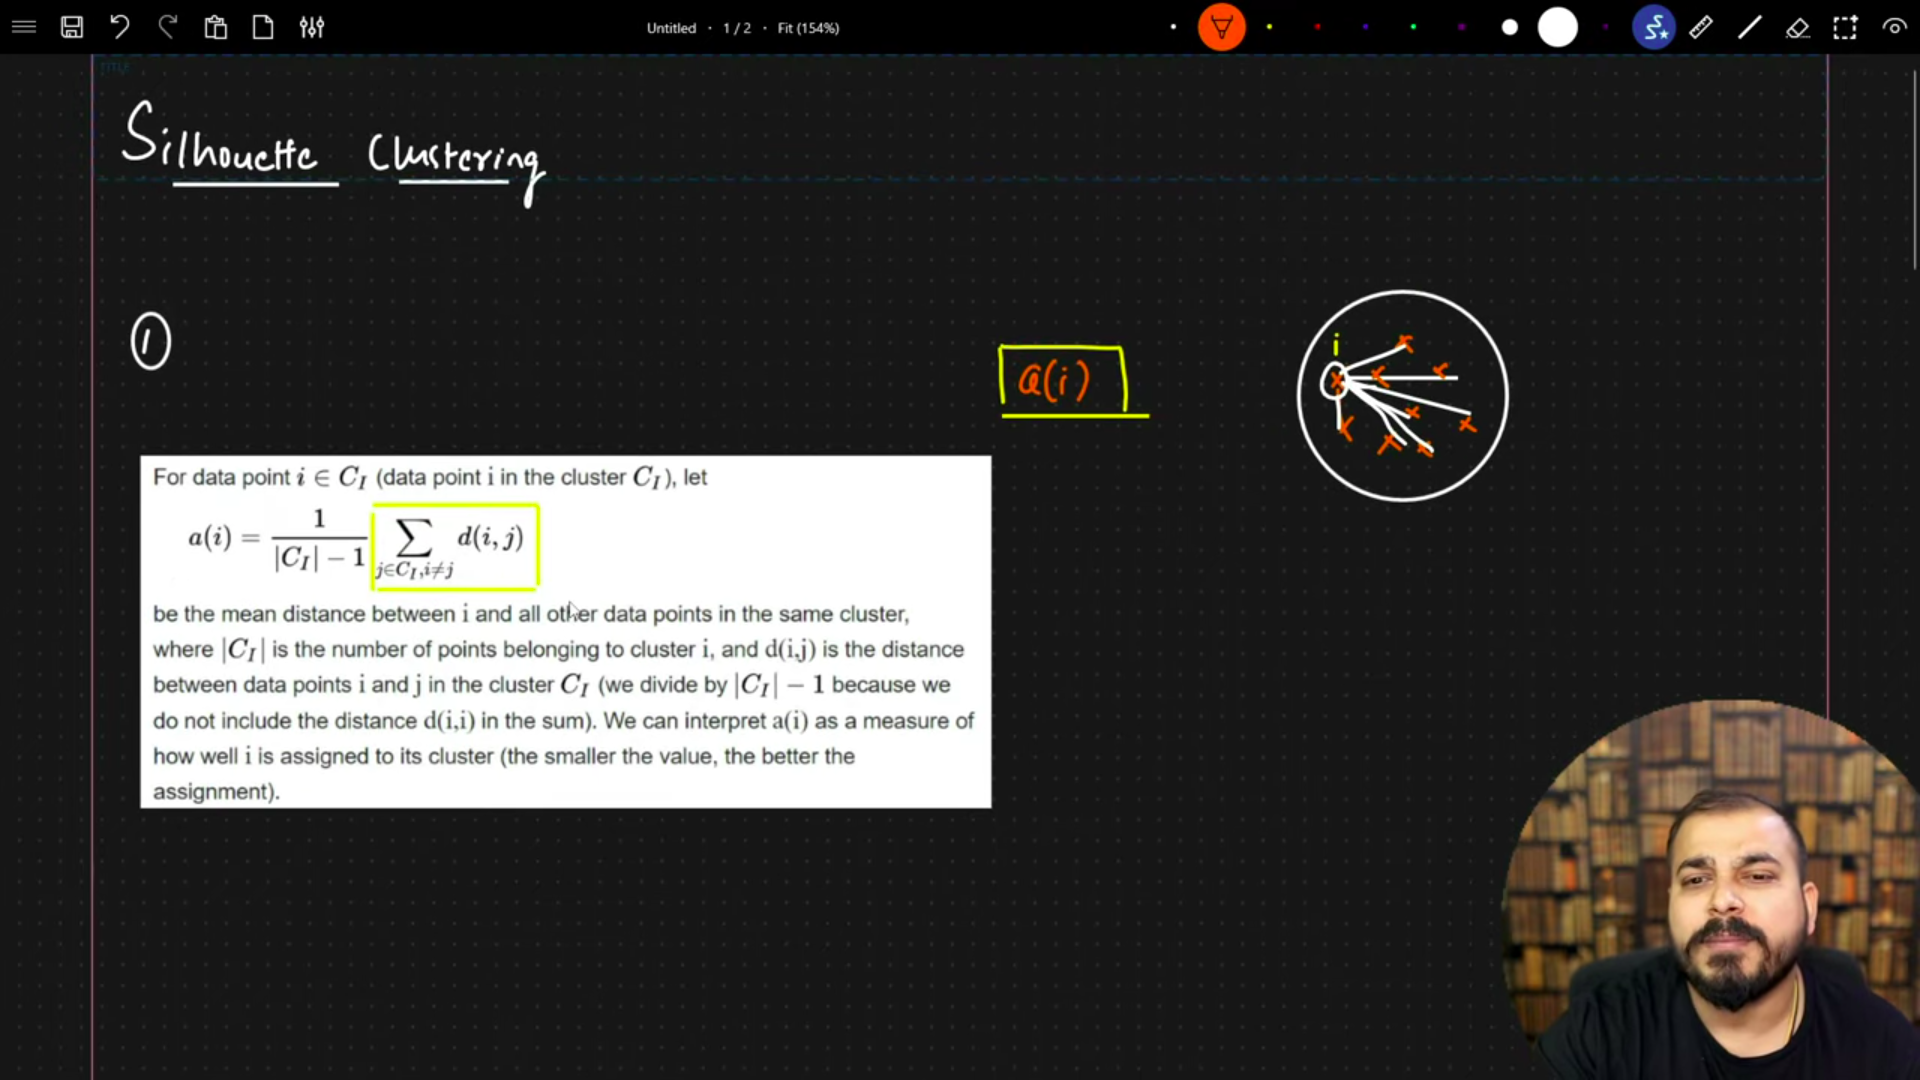 Untitled · 1 / 2 · Fit (154%)
TITLE
Silhouette Clustering
1
a(i)
i
For data point i ∈ C_I (data point i in the cluster C_I), let
a(i) = 1 / (|C_I| − 1) ∑_{j∈C_I, i≠j} d(i, j)
be the mean distance between i and all other data points in the same cluster,
where |C_I| is the number of points belonging to cluster i, and d(i,j) is the distance
between data points i and j in the cluster C_I (we divide by |C_I| − 1 because we
do not include the distance d(i,i) in the sum). We can interpret a(i) as a measure of
how well i is assigned to its cluster (the smaller the value, the better the
assignment).